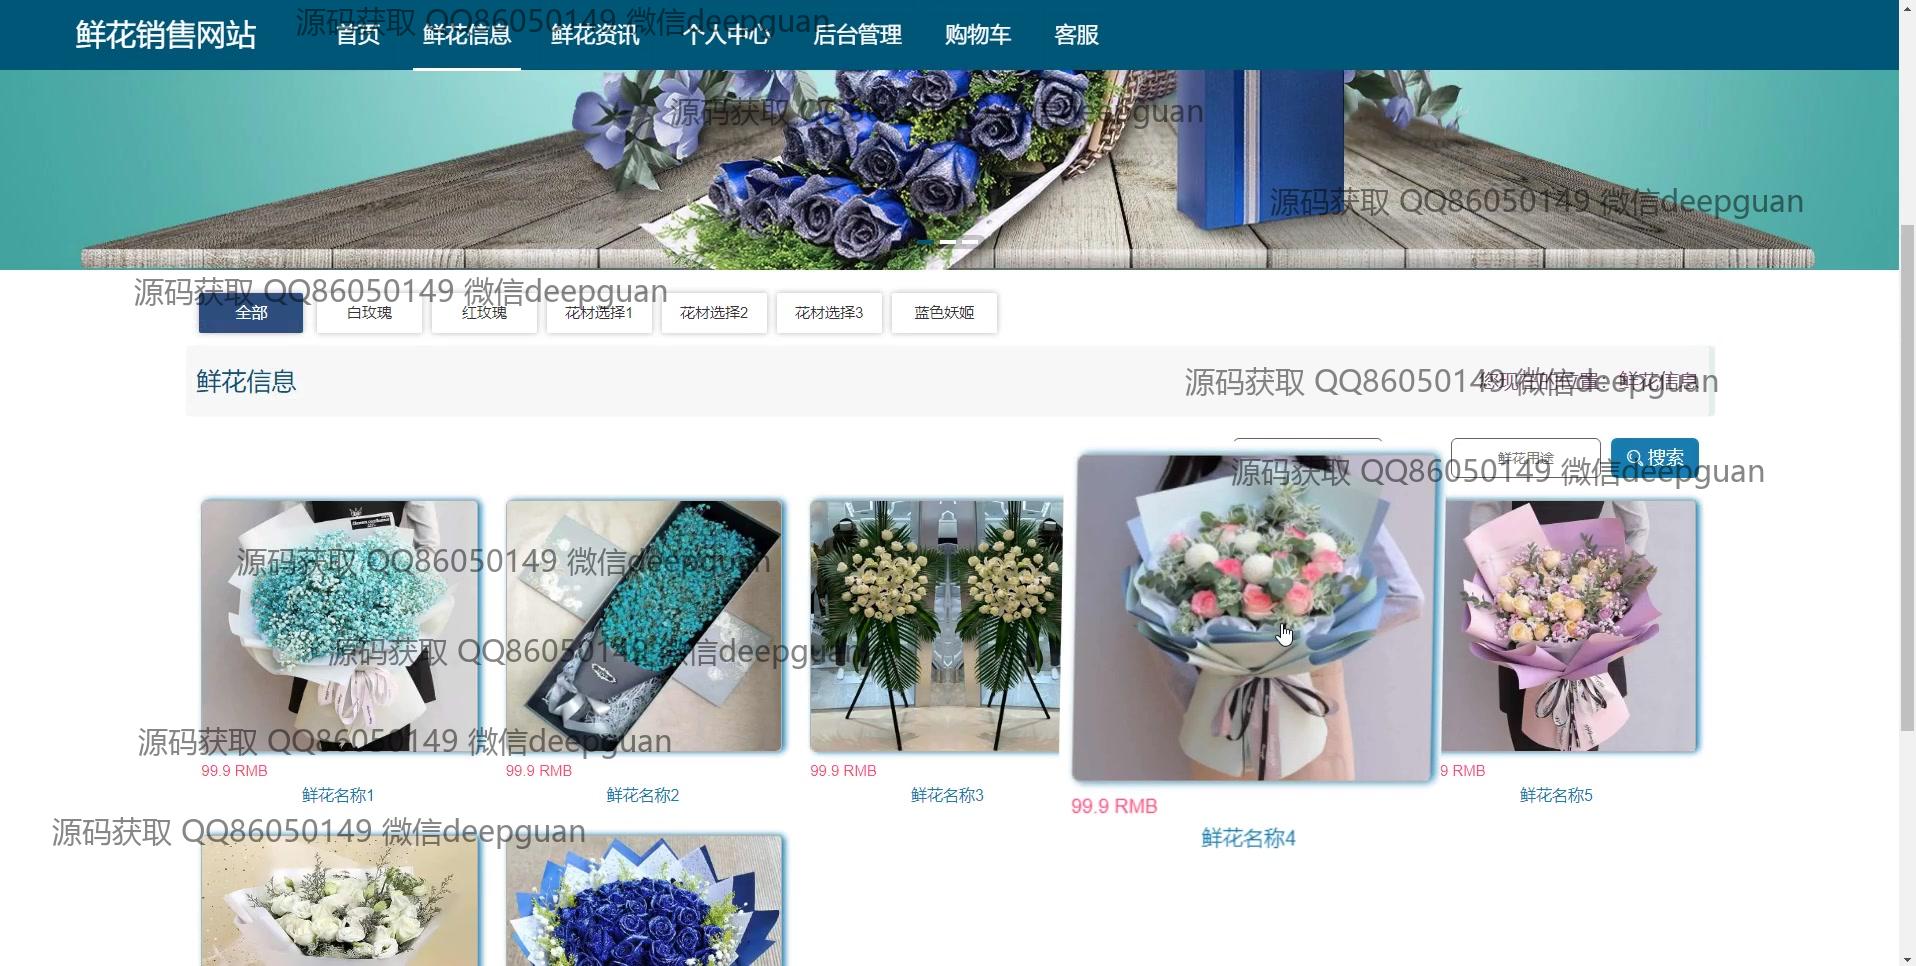 鲜花销售网站 首页 鲜花信息 鲜花资讯 个人中心 后台管理 购物车 客服
源码获取 QQ86050149 微信deepguan
源码获取 QQ86050149 微信deepguan
源码获取 QQ86050149 微信deepguan
源码获取 QQ86050149 微信deepguan
全部 白玫瑰 红玫瑰 花材选择1 花材选择2 花材选择3 蓝色妖姬
鲜花信息
您现在的位置: 鲜花信息
源码获取 QQ86050149 微信deepguan
鲜花用途 搜索
源码获取 QQ86050149 微信deepguan
源码获取 QQ86050149 微信deepguan
源码获取 QQ86050149 微信deepguan
源码获取 QQ86050149 微信deepguan
99.9 RMB
鲜花名称1
99.9 RMB
鲜花名称2
99.9 RMB
鲜花名称3
99.9 RMB
鲜花名称4
9 RMB
鲜花名称5
源码获取 QQ86050149 微信deepguan